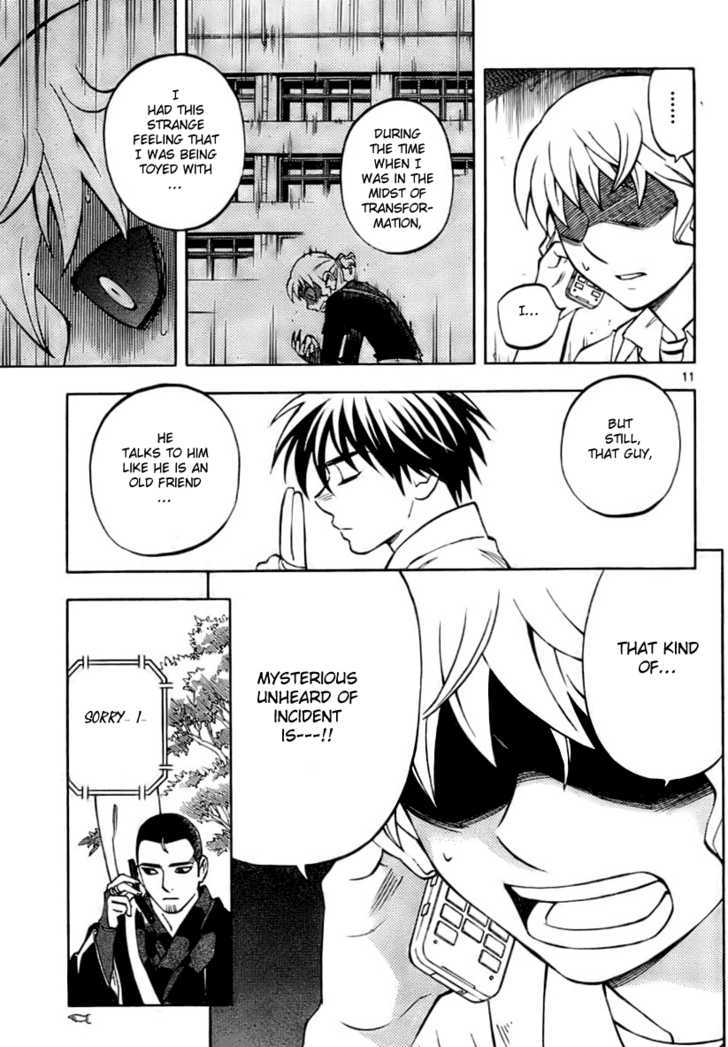 ........
I...
DURING
THE TIME
WHEN I
WAS IN THE
MIDST OF
TRANSFOR-
MATION,
I
HAD THIS
STRANGE
FEELING THAT
I WAS BEING
TOYED WITH
...
11
BUT
STILL,
THAT GUY,
HE
TALKS TO HIM
LIKE HE IS AN
OLD FRIEND
...
THAT KIND
OF...
MYSTERIOUS
UNHEARD OF
INCIDENT
IS---!!
SORRY... I...